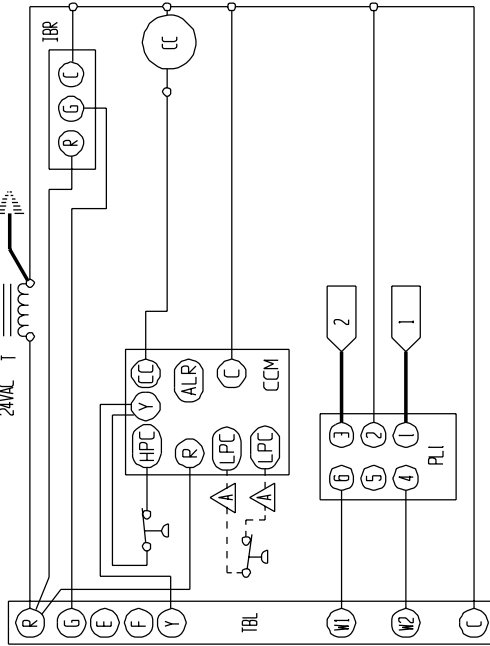 24VAC T
IBR
R G C
CC
HPC Y CC
R ALR
LPC C
LPC
CCM
A
A
6 3
5 2
4 1
PL1
2
1
R
G
E
F
Y
TBL
W1
W2
C